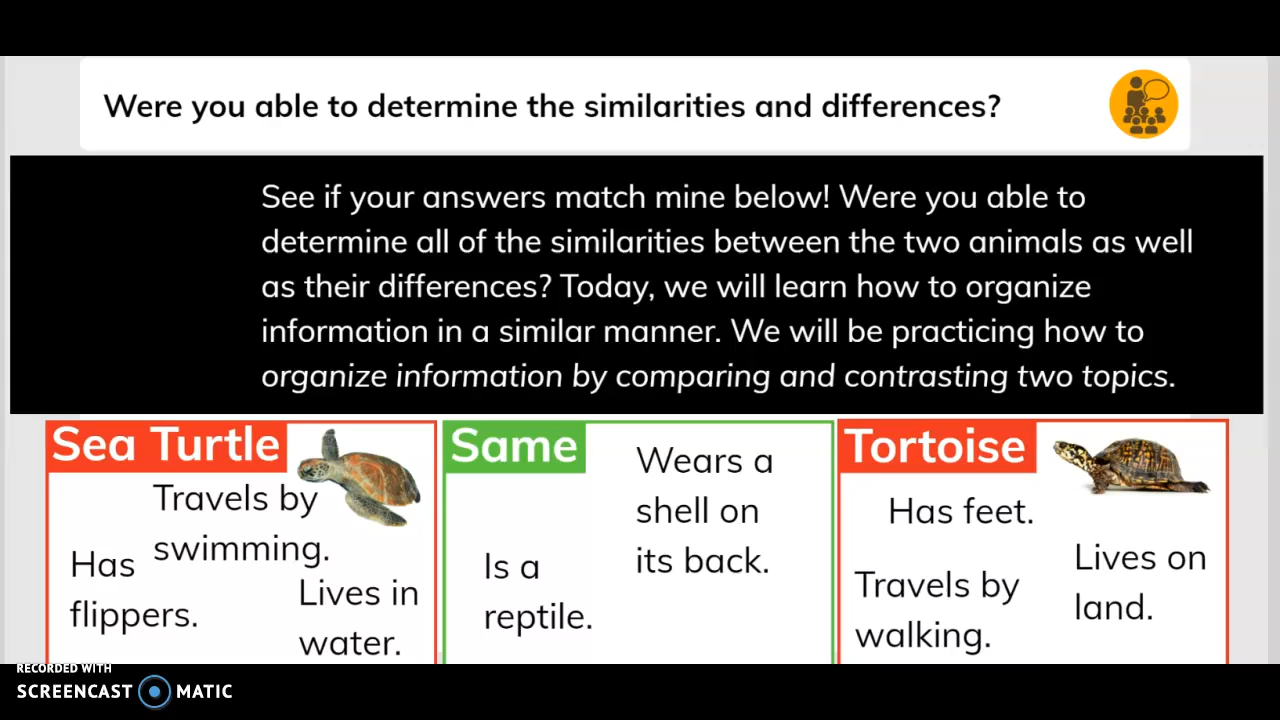 Were you able to determine the similarities and differences?
See if your answers match mine below! Were you able to
determine all of the similarities between the two animals as well
as their differences? Today, we will learn how to organize
information in a similar manner. We will be practicing how to
organize information by comparing and contrasting two topics.
Sea Turtle
Travels by
swimming.
Has
flippers.
Lives in
water.
Same
Wears a
shell on
its back.
Is a
reptile.
Tortoise
Has feet.
Lives on
land.
Travels by
walking.
RECORDED WITH
SCREENCAST MATIC